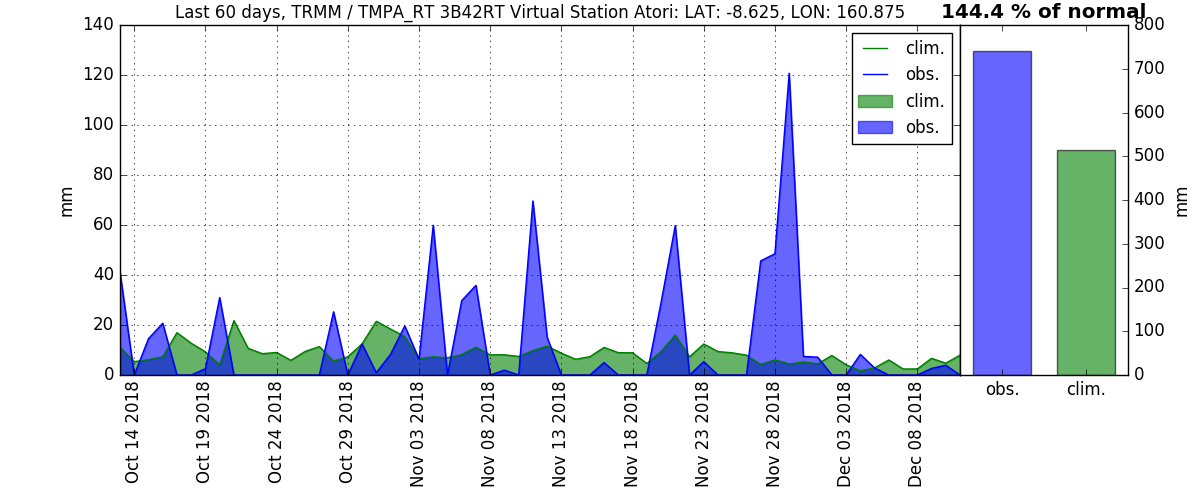 Last 60 days, TRMM / TMPA_RT 3B42RT Virtual Station Atori: LAT: -8.625, LON: 160.875
144.4 % of normal
140
120
100
80
60
40
20
0
mm
clim.
obs.
clim.
obs.
800
700
600
500
400
300
200
100
0
mm
Oct 14 2018
Oct 19 2018
Oct 24 2018
Oct 29 2018
Nov 03 2018
Nov 08 2018
Nov 13 2018
Nov 18 2018
Nov 23 2018
Nov 28 2018
Dec 03 2018
Dec 08 2018
obs.
clim.